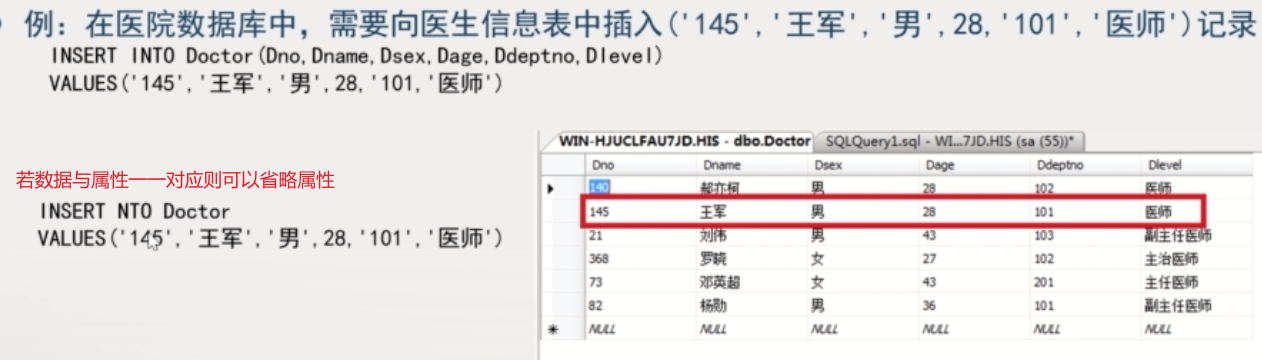 例：在医院数据库中，需要向医生信息表中插入('145','王军','男',28,'101','医师')记录
INSERT INTO Doctor(Dno,Dname,Dsex,Dage,Ddeptno,Dlevel)
VALUES('145','王军','男',28,'101,'医师')
若数据与属性一一对应则可以省略属性
INSERT NTO Doctor
VALUES('145','王军','男',28,'101','医师')
WIN-HJUCLFAU7JD.HIS - dbo.Doctor SQLQuery1.sql - WI...7JD.HIS (sa (55))*
Dno Dname Dsex Dage Ddeptno Dlevel
140 郝亦柯 男 28 102 医师
145 王军 男 28 101 医师
21 刘伟 男 43 103 副主任医师
368 罗晓 女 27 102 主治医师
73 邓英超 女 43 201 主任医师
82 杨勋 男 36 101 副主任医师
NULL NULL NULL NULL NULL NULL